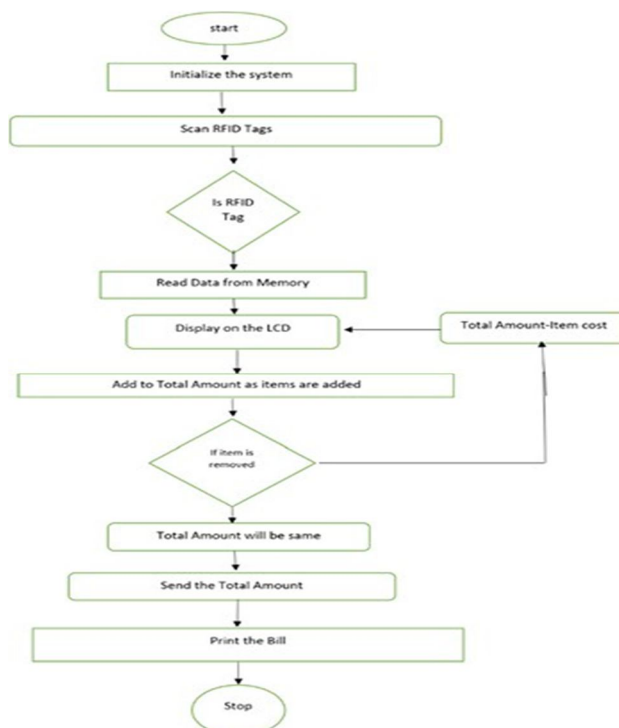 start
Initialize the system
Scan RFID Tags
Is RFID
Tag
Read Data from Memory
Display on the LCD
Total Amount-Item cost
Add to Total Amount as items are added
If item is
removed
Total Amount will be same
Send the Total Amount
Print the Bill
Stop